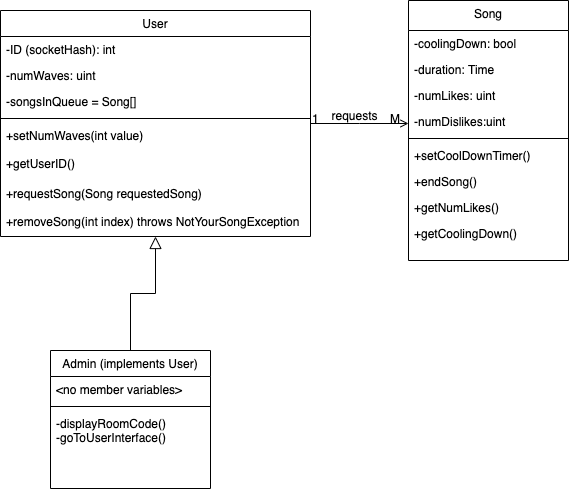 User
-ID (socketHash): int
-numWaves: uint
-songsInQueue = Song[]
+setNumWaves(int value)
+getUserID()
+requestSong(Song requestedSong)
+removeSong(int index) throws NotYourSongException
1 requests M
Song
-coolingDown: bool
-duration: Time
-numLikes: uint
-numDislikes:uint
+setCoolDownTimer()
+endSong()
+getNumLikes()
+getCoolingDown()
Admin (implements User)
<no member variables>
-displayRoomCode()
-goToUserInterface()